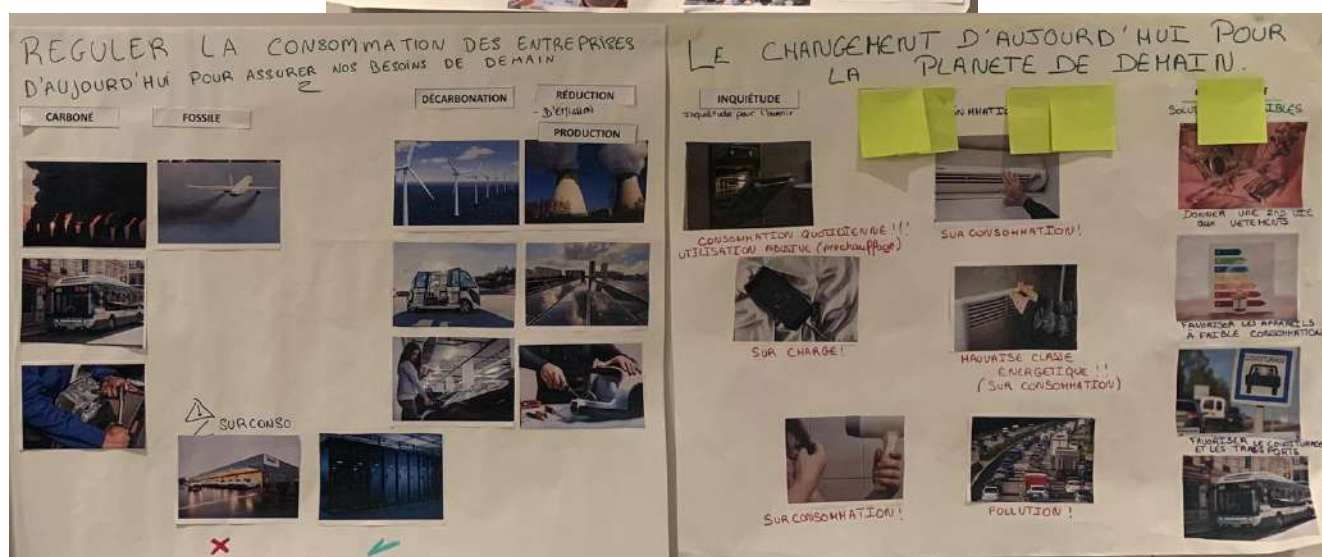 REGULER LA CONSOMMATION DES ENTREPRISES
D'AUJOURD'HUI POUR ASSURER NOS BESOINS DE DEMAIN
CARBONÉ
FOSSILE
DÉCARBONATION
RÉDUCTION
D'émission
PRODUCTION
SURCONSO
LE CHANGEMENT D'AUJOURD'HUI POUR
LA PLANETE DE DEMAIN.
INQUIÉTUDE
Inquiétude pour l'avenir
CONSOMMATION QUOTIDIENNE !!!
UTILISATION ABUSIVE (préchauffage)
SUR CONSOMMATION !
SUR CHARGE !
MAUVAISE CLASSE
ENERGETIQUE !!
(SUR CONSOMMATION)
SUR CONSOMMATION !
POLLUTION !
DONNER UNE 2ND VIE
aux VETEMENTS
FAVORISER LES APPAREILS
À FAIBLE CONSOMMATION
COVOITURAGE
FAVORISER LE COVOITURAGE
ET LES TRANSPORTS